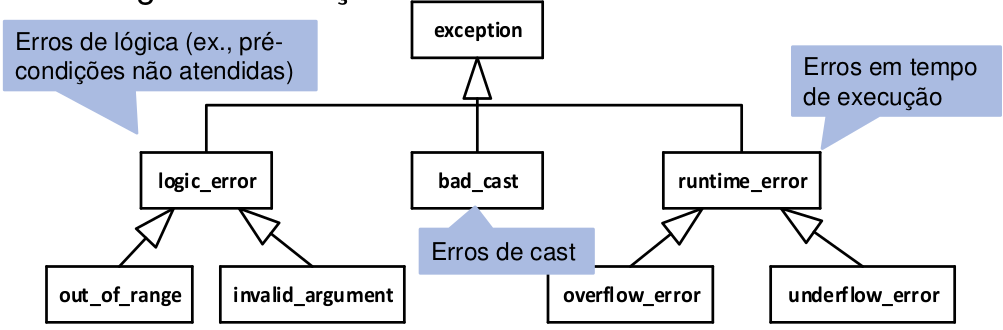 exception
Erros de lógica (ex., pré-
condições não atendidas)
Erros em tempo
de execução
logic_error
bad_cast
runtime_error
Erros de cast
out_of_range
invalid_argument
overflow_error
underflow_error